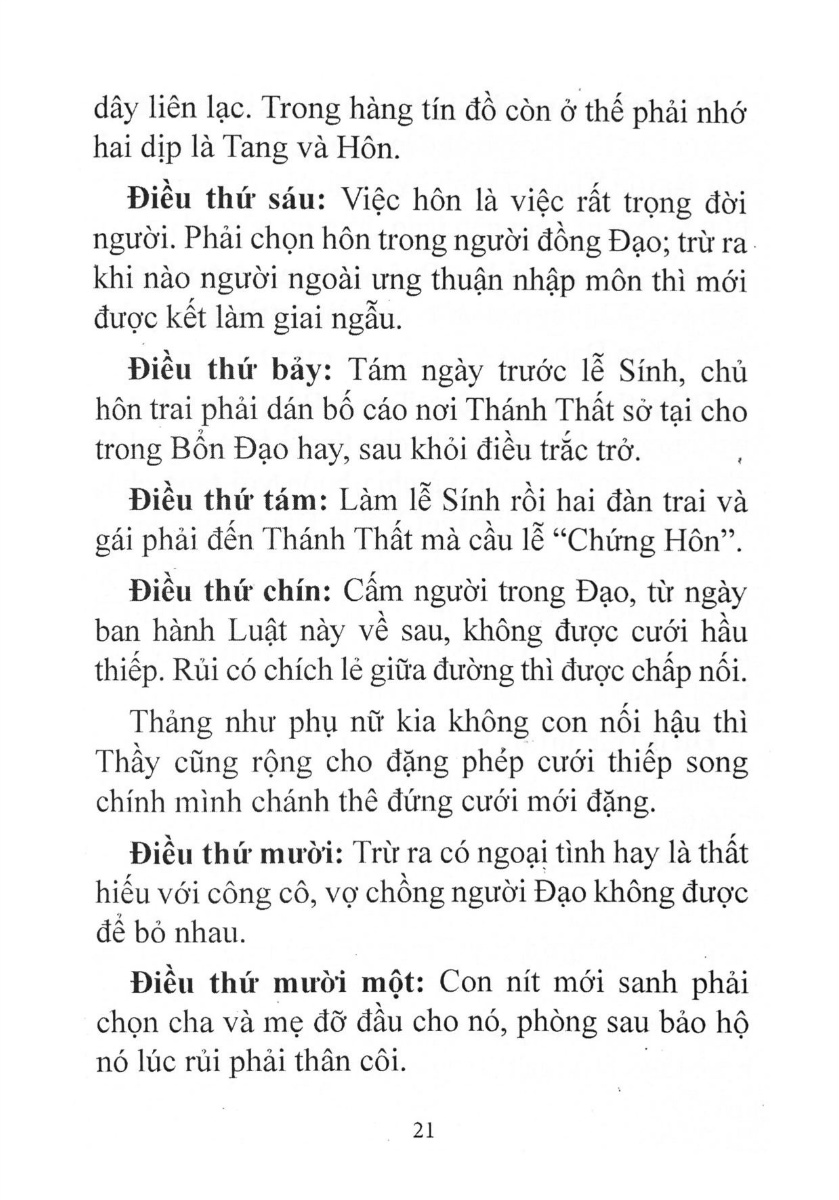 dây liên lạc. Trong hàng tín đồ còn ở thế phải nhớ
hai dịp là Tang và Hôn.
Điều thứ sáu: Việc hôn là việc rất trọng đời
người. Phải chọn hôn trong người đồng Đạo; trừ ra
khi nào người ngoài ưng thuận nhập môn thì mới
được kết làm giai ngẫu.
Điều thứ bảy: Tám ngày trước lễ Sính, chủ
hôn trai phải dán bố cáo nơi Thánh Thất sở tại cho
trong Bổn Đạo hay, sau khỏi điều trắc trở.
Điều thứ tám: Làm lễ Sính rồi hai đàn trai và
gái phải đến Thánh Thất mà cầu lễ “Chứng Hôn”.
Điều thứ chín: Cấm người trong Đạo, từ ngày
ban hành Luật này về sau, không được cưới hầu
thiếp. Rủi có chích lẻ giữa đường thì được chấp nối.
Thảng như phụ nữ kia không con nối hậu thì
Thầy cũng rộng cho đặng phép cưới thiếp song
chính mình chánh thê đứng cưới mới đặng.
Điều thứ mười: Trừ ra có ngoại tình hay là thất
hiếu với công cô, vợ chồng người Đạo không được
để bỏ nhau.
Điều thứ mười một: Con nít mới sanh phải
chọn cha và mẹ đỡ đầu cho nó, phòng sau bảo hộ
nó lúc rủi phải thân côi.
21